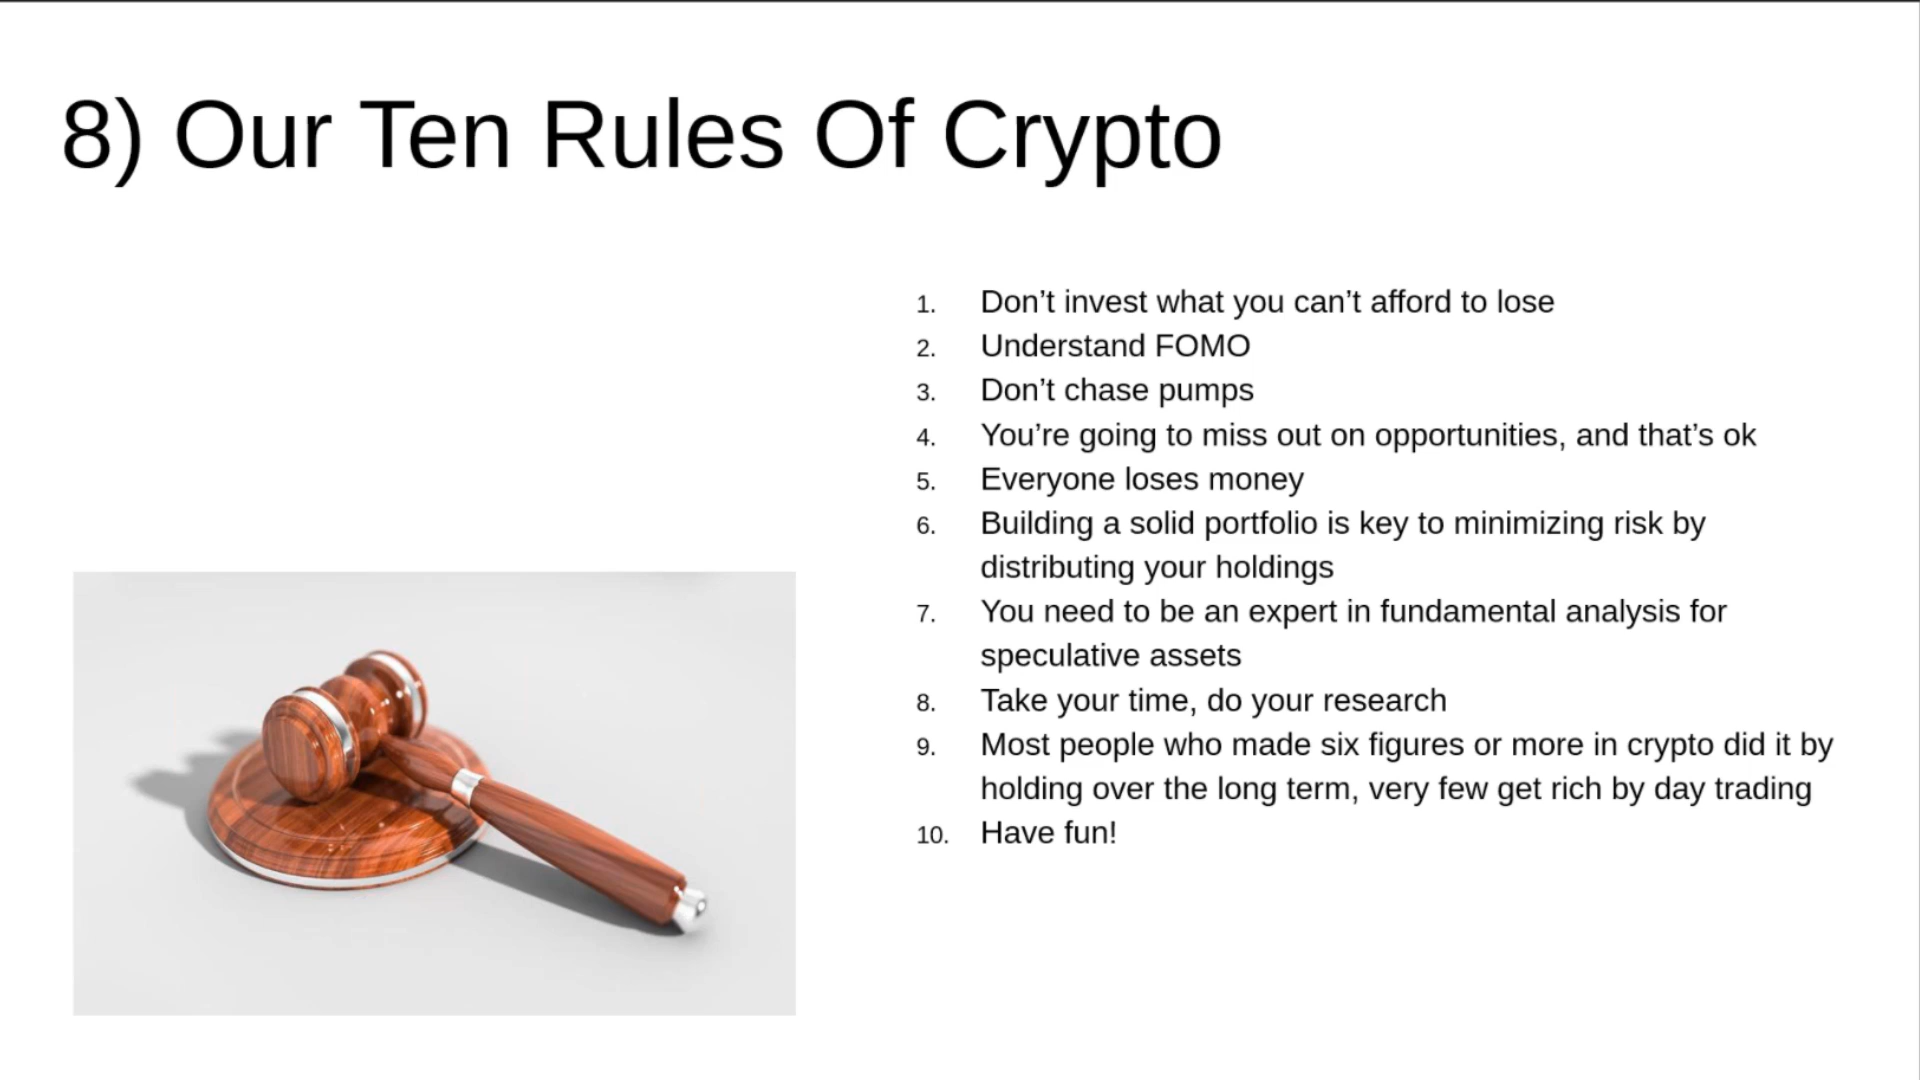 8) Our Ten Rules Of Crypto
1. Don’t invest what you can’t afford to lose
2. Understand FOMO
3. Don’t chase pumps
4. You’re going to miss out on opportunities, and that’s ok
5. Everyone loses money
6. Building a solid portfolio is key to minimizing risk by
distributing your holdings
7. You need to be an expert in fundamental analysis for
speculative assets
8. Take your time, do your research
9. Most people who made six figures or more in crypto did it by
holding over the long term, very few get rich by day trading
10. Have fun!